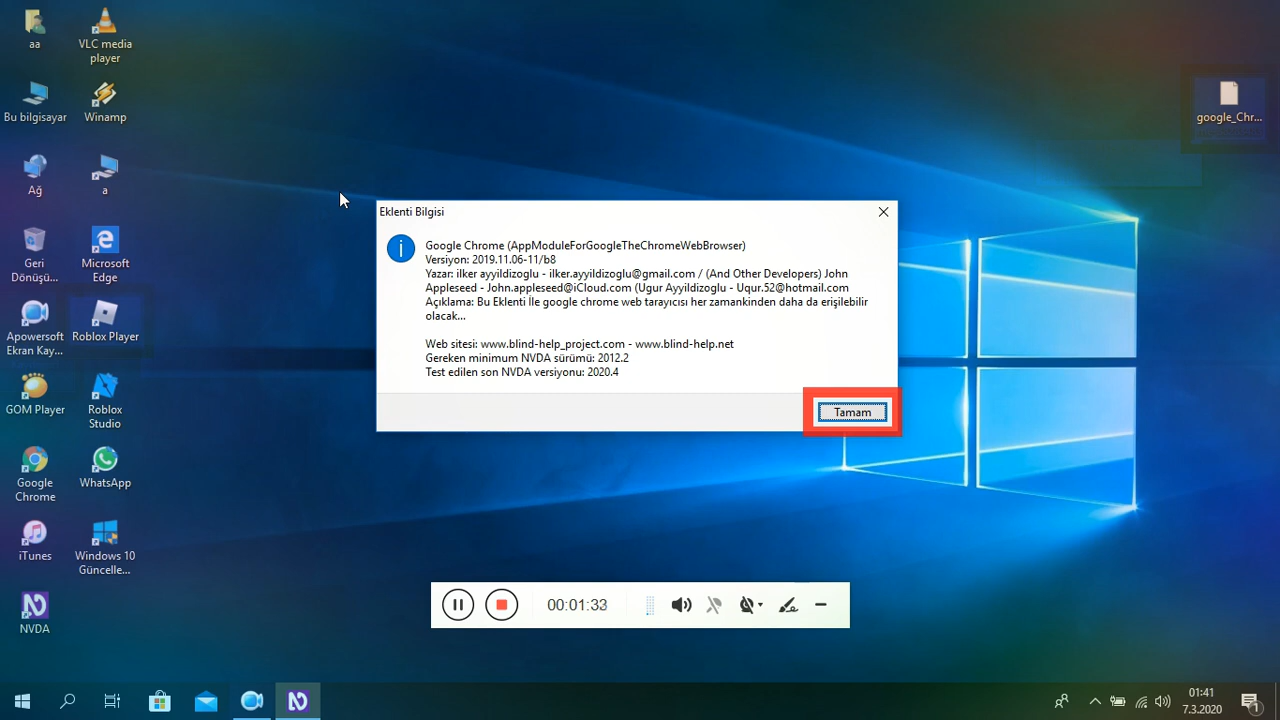 aa
VLC media
player
Bu bilgisayar
Winamp
Ağ
a
Geri
Dönüşü...
Microsoft
Edge
Apowersoft
Ekran Kay...
Roblox Player
GOM Player
Roblox
Studio
Google
Chrome
WhatsApp
iTunes
Windows 10
Güncelle...
NVDA
google_Chr...
Eklenti Bilgisi
Google Chrome (AppModuleForGoogleTheChromeWebBrowser)
Versiyon: 2019.11.06-11/b8
Yazar: ilker ayyildizoglu - ilker.ayyildizoglu@gmail.com / (And Other Developers) John
Appleseed - John.appleseed@iCloud.com (Ugur Ayyildizoglu - Uqur.52@hotmail.com
Açıklama: Bu Eklenti İle google chrome web tarayıcısı her zamankinden daha da erişilebilir
olacak...
Web sitesi: www.blind-help_project.com - www.blind-help.net
Gereken minimum NVDA sürümü: 2012.2
Test edilen son NVDA versiyonu: 2020.4
Tamam
00:01:33
01:41
7.3.2020
1